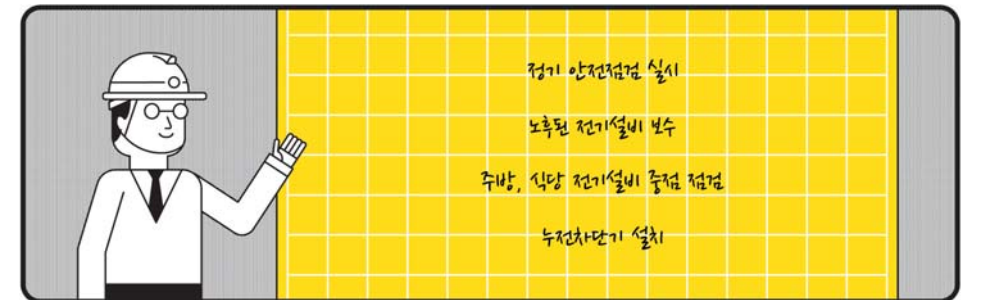 정기 안전점검 실시
노후된 전기설비 보수
주방, 식당 전기설비 중점 점검
누전차단기 설치